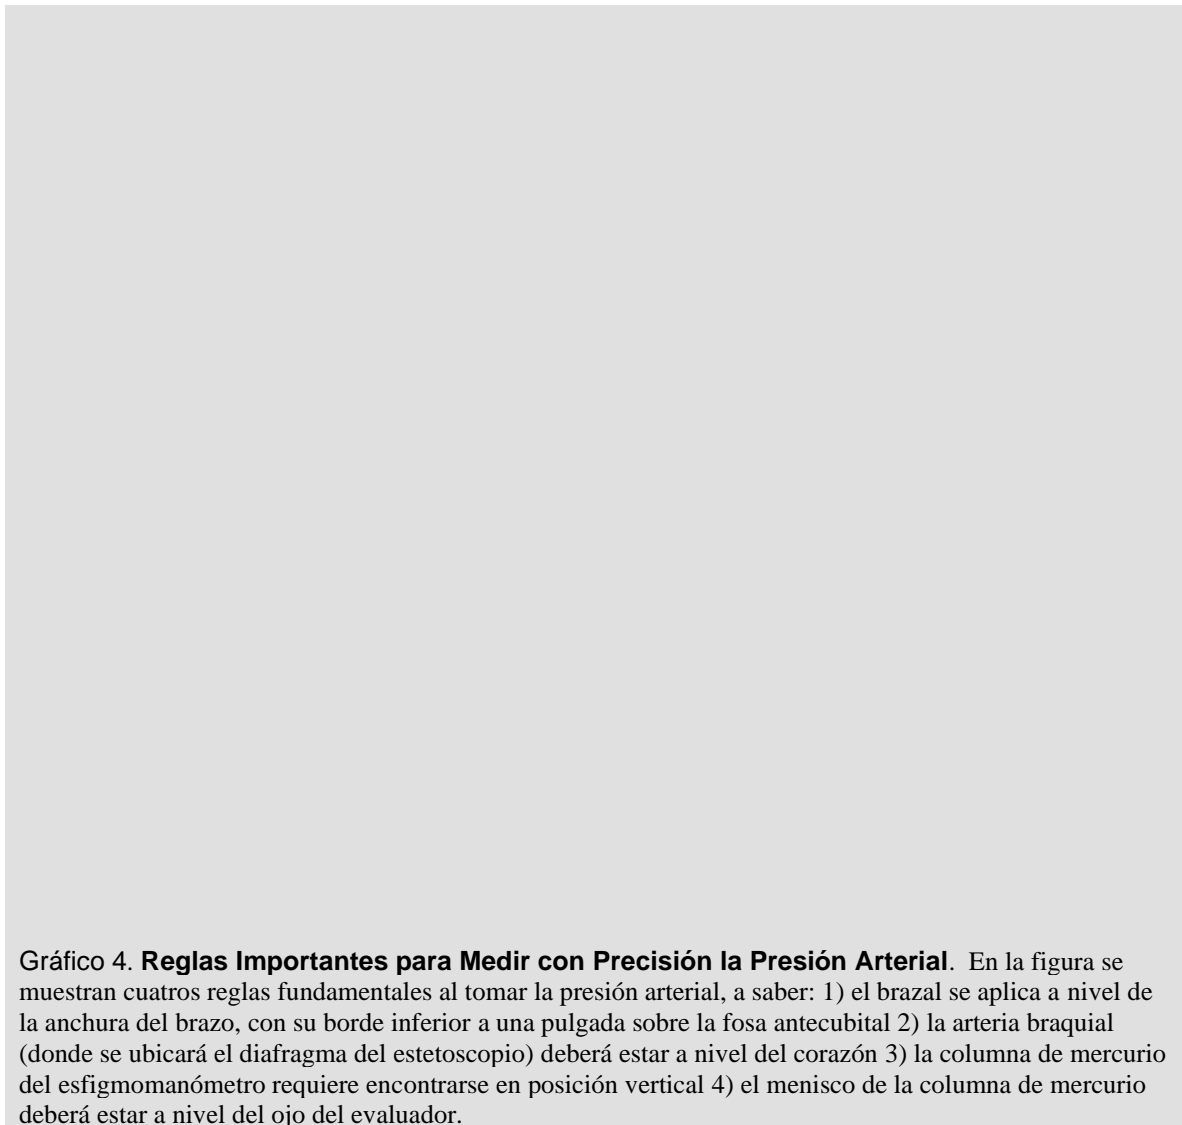 Gráfico 4. Reglas Importantes para Medir con Precisión la Presión Arterial.  En la figura se
muestran cuatros reglas fundamentales al tomar la presión arterial, a saber: 1) el brazal se aplica a nivel de
la anchura del brazo, con su borde inferior a una pulgada sobre la fosa antecubital 2) la arteria braquial
(donde se ubicará el diafragma del estetoscopio) deberá estar a nivel del corazón 3) la columna de mercurio
del esfigmomanómetro requiere encontrarse en posición vertical 4) el menisco de la columna de mercurio
deberá estar a nivel del ojo del evaluador.